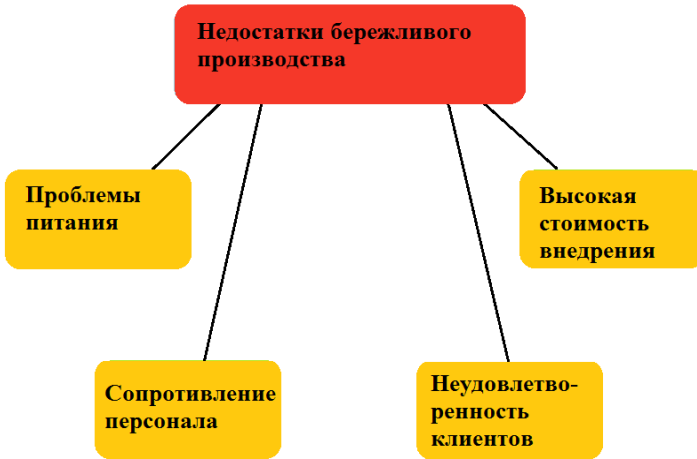 Недостатки бережливого
производства
Проблемы
питания
Высокая
стоимость
внедрения
Сопротивление
персонала
Неудовлетво-
ренность
клиентов